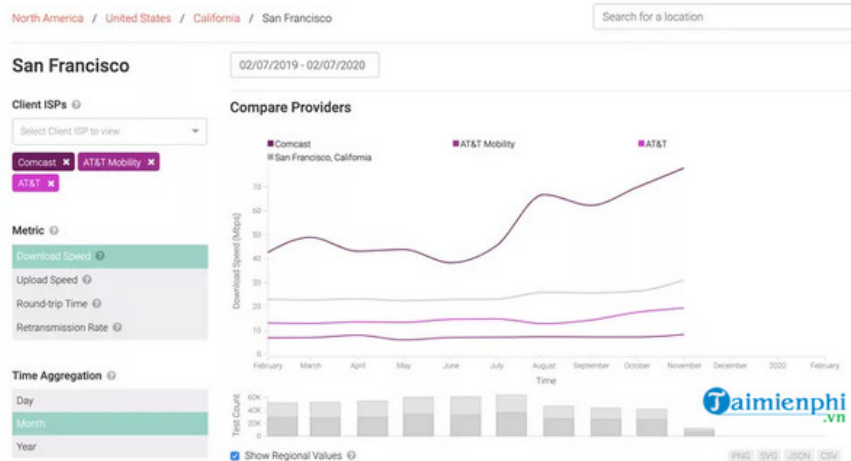 North America / United States / California / San Francisco
Search for a location
San Francisco
02/07/2019 - 02/07/2020
Client ISPs
Select Client ISP to view
Comcast × AT&T Mobility ×
AT&T ×
Metric
Download Speed
Upload Speed
Round-trip Time
Retransmission Rate
Time Aggregation
Day
Month
Year
Compare Providers
Comcast AT&T Mobility AT&T
San Francisco, California
Download Speed (Mbps)
70
60
50
40
30
20
10
0
February March April May June July August September October November December 2020 February
Time
Test Count
60K
40K
20K
0
Show Regional Values
PNG SVG JSON CSV
Taimienphi
.vn